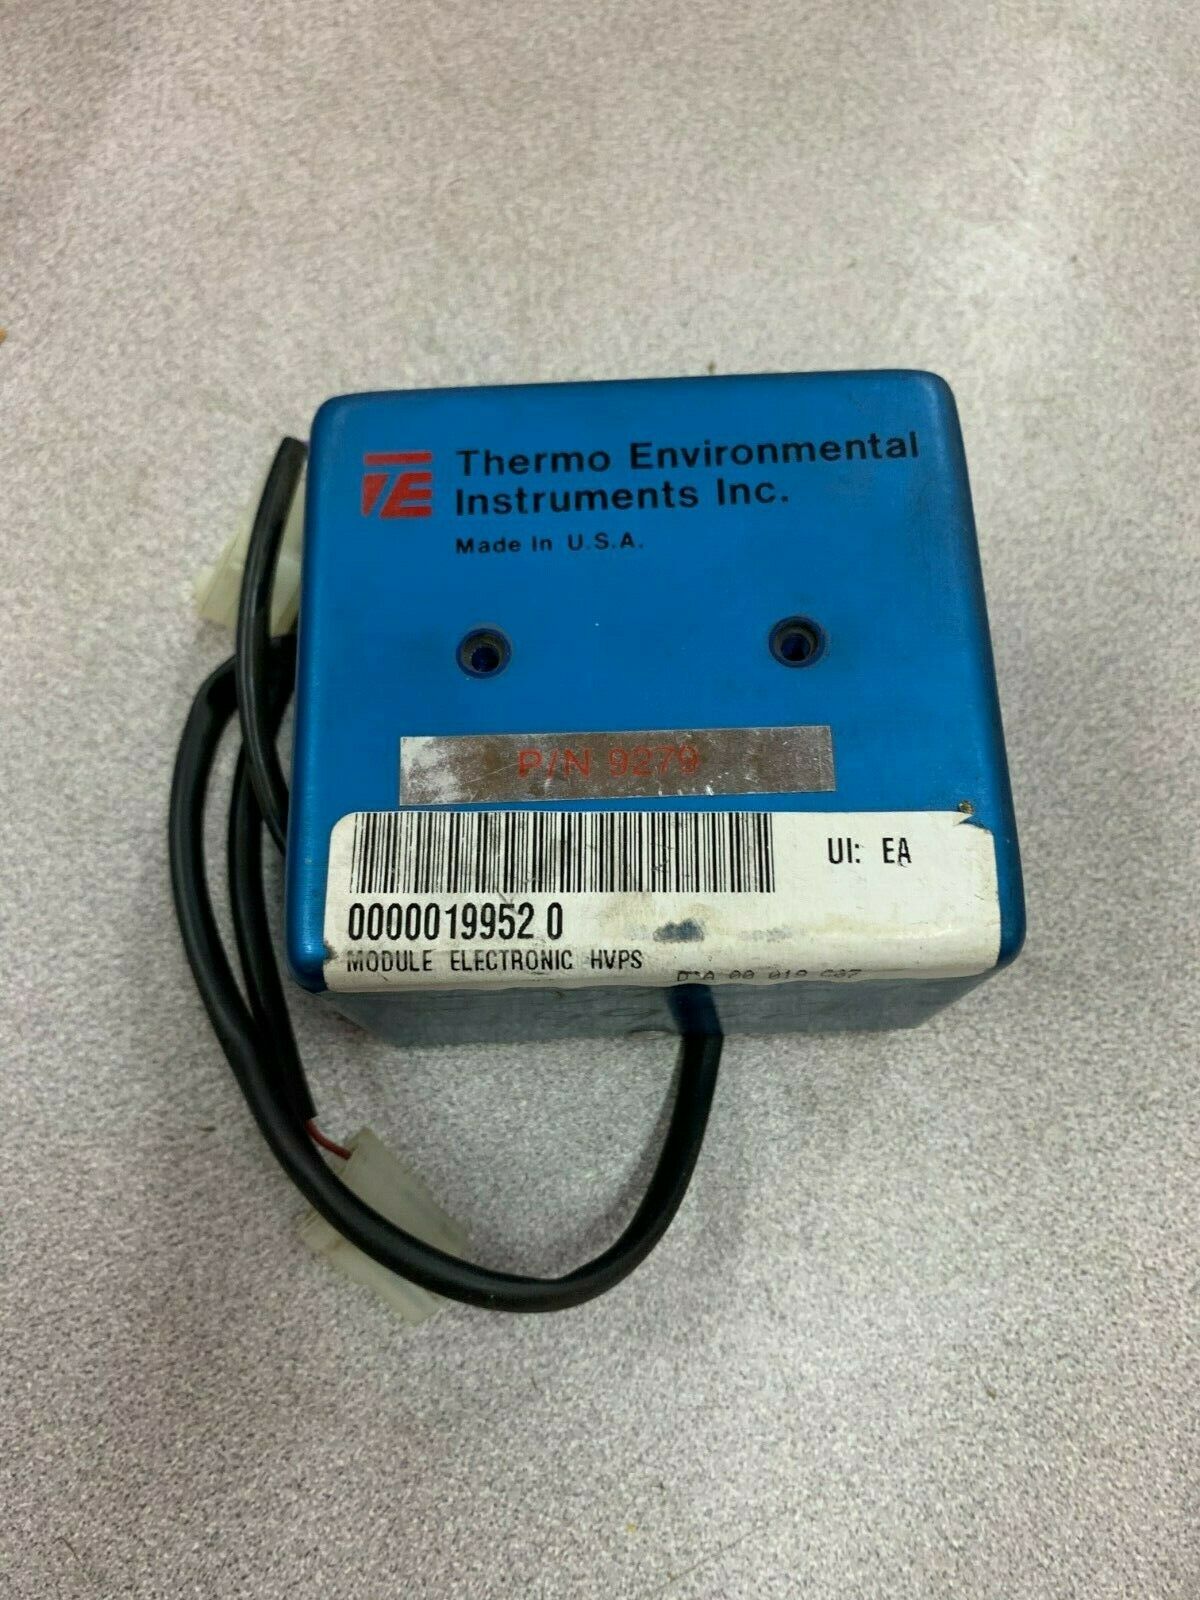 TE
Thermo Environmental
Instruments Inc.
Made In U.S.A.
P/N 9279
UI: EA
0000019952 0
MODULE ELECTRONIC HVPS